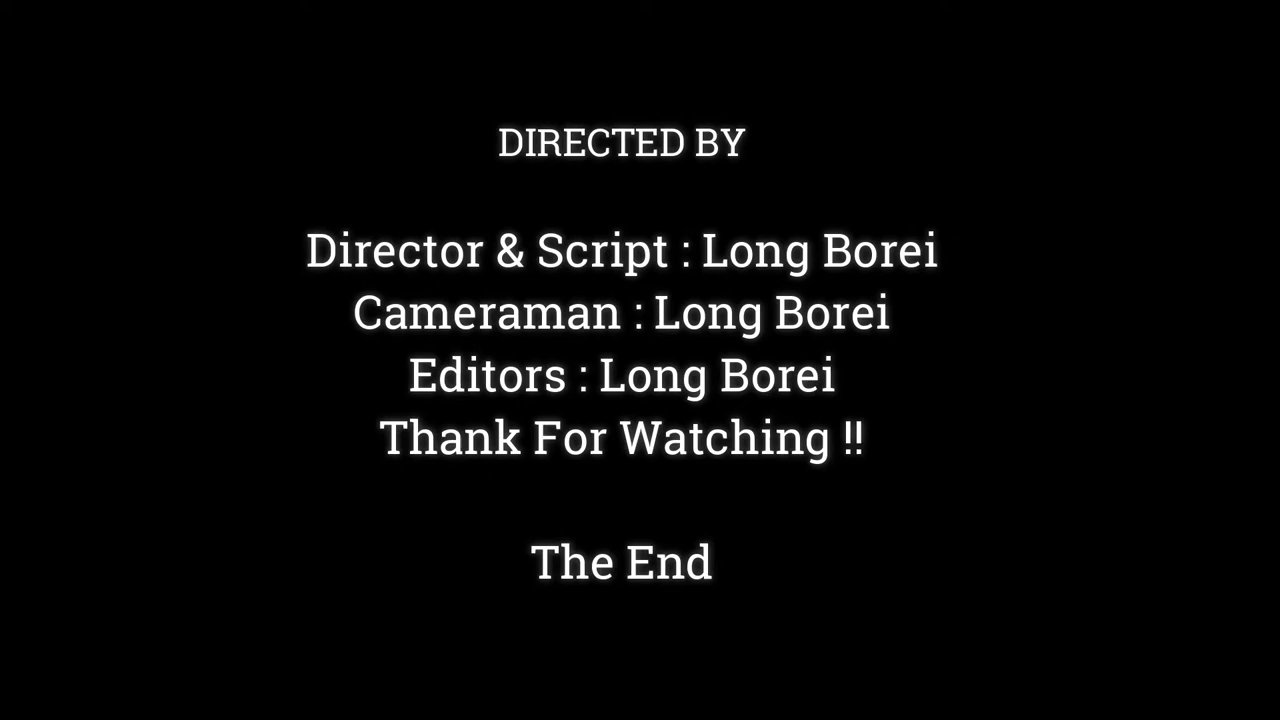 DIRECTED BY
Director & Script : Long Borei
Cameraman : Long Borei
Editors : Long Borei
Thank For Watching !!
The End